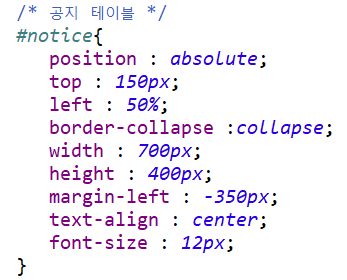 /* 공지 테이블 */
#notice{
position : absolute;
top : 150px;
left : 50%;
border-collapse :collapse;
width : 700px;
height : 400px;
margin-left : -350px;
text-align : center;
font-size : 12px;
}